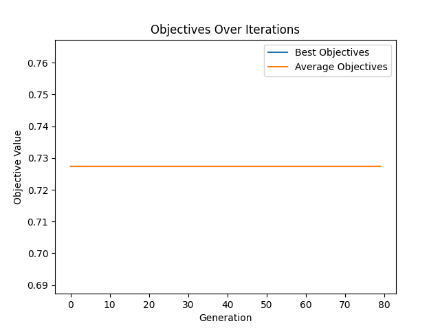 Objectives Over Iterations
Best Objectives
Average Objectives
0.76
0.75
0.74
0.73
0.72
0.71
0.70
0.69
Objective Value
0 10 20 30 40 50 60 70 80
Generation